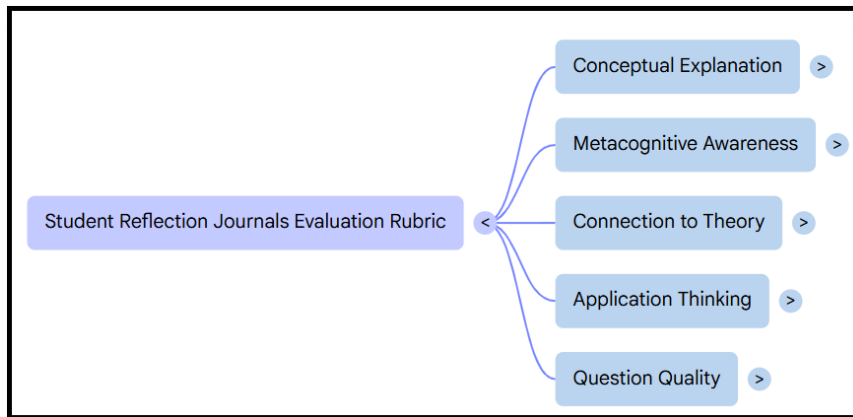 Conceptual Explanation >
Metacognitive Awareness >
Student Reflection Journals Evaluation Rubric <
Connection to Theory >
Application Thinking >
Question Quality >